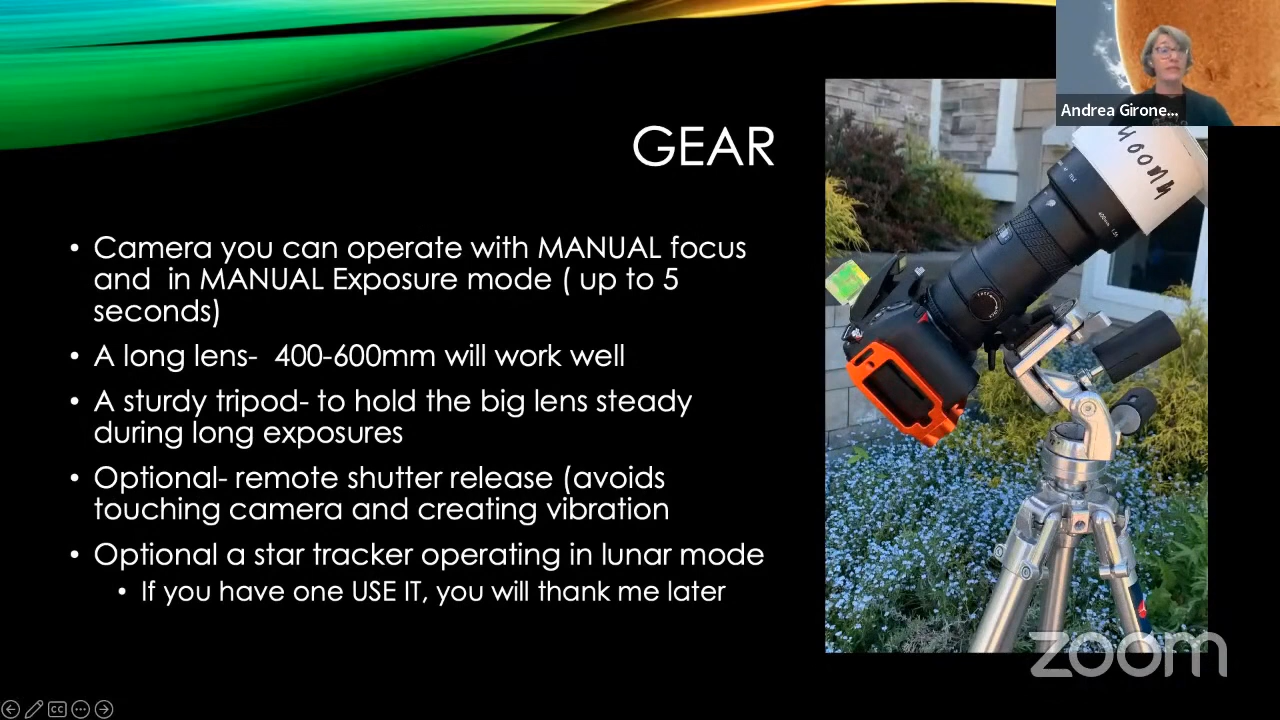 Andrea Girone...
GEAR
• Camera you can operate with MANUAL focus
and in MANUAL Exposure mode ( up to 5
seconds)
• A long lens- 400-600mm will work well
• A sturdy tripod- to hold the big lens steady
during long exposures
• Optional- remote shutter release (avoids
touching camera and creating vibration
• Optional a star tracker operating in lunar mode
• If you have one USE IT, you will thank me later
zoom
CC